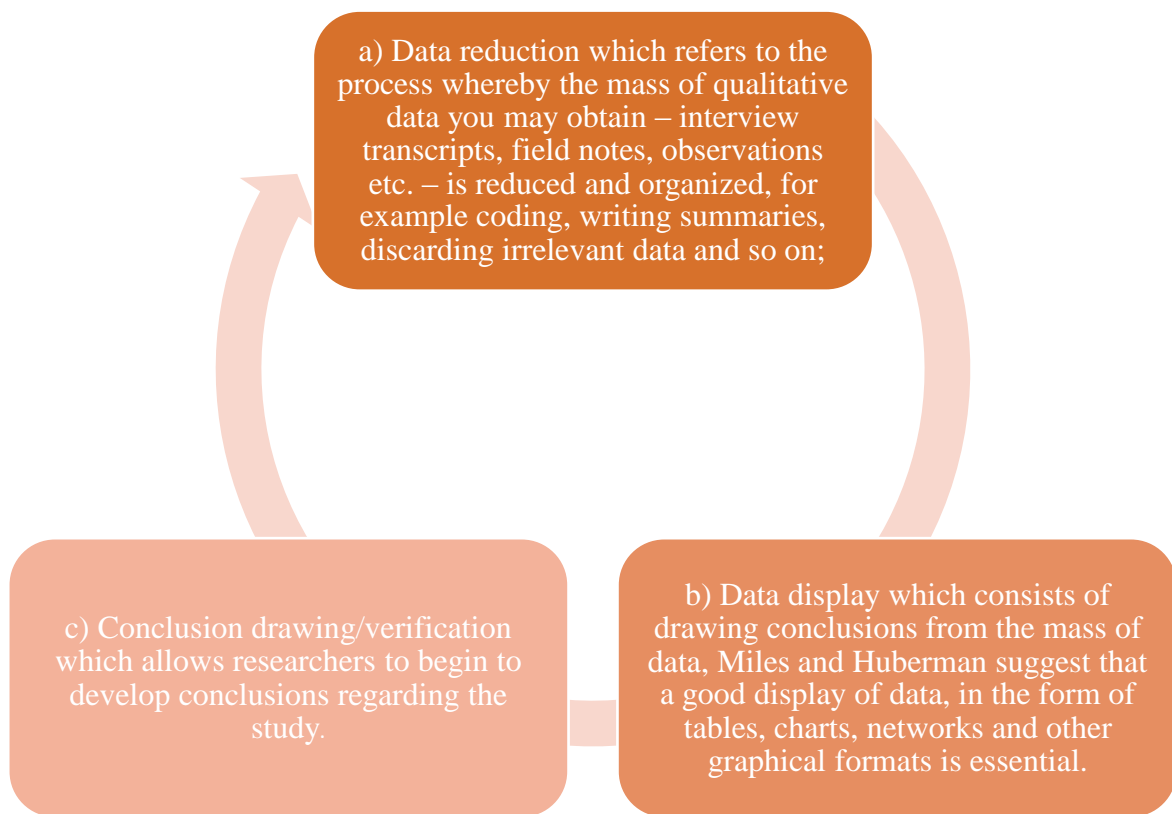 a) Data reduction which refers to the
process whereby the mass of qualitative
data you may obtain – interview
transcripts, field notes, observations
etc. – is reduced and organized, for
example coding, writing summaries,
discarding irrelevant data and so on;
b) Data display which consists of
drawing conclusions from the mass of
data, Miles and Huberman suggest that
a good display of data, in the form of
tables, charts, networks and other
graphical formats is essential.
c) Conclusion drawing/verification
which allows researchers to begin to
develop conclusions regarding the
study.